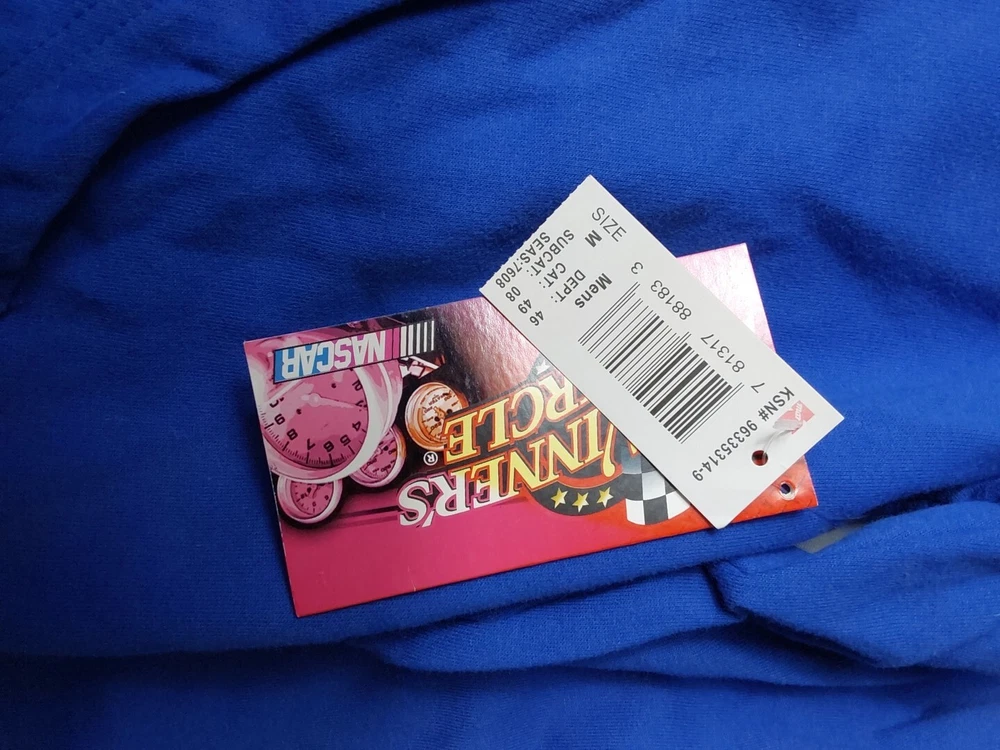 SIZE
M Mens
DEPT: 46
CAT: 49
SUBCAT: 08
SEAS:7608
7 81317 88183 3
KSN# 96335314-9
NASCAR
WINNER'S
CIRCLE®